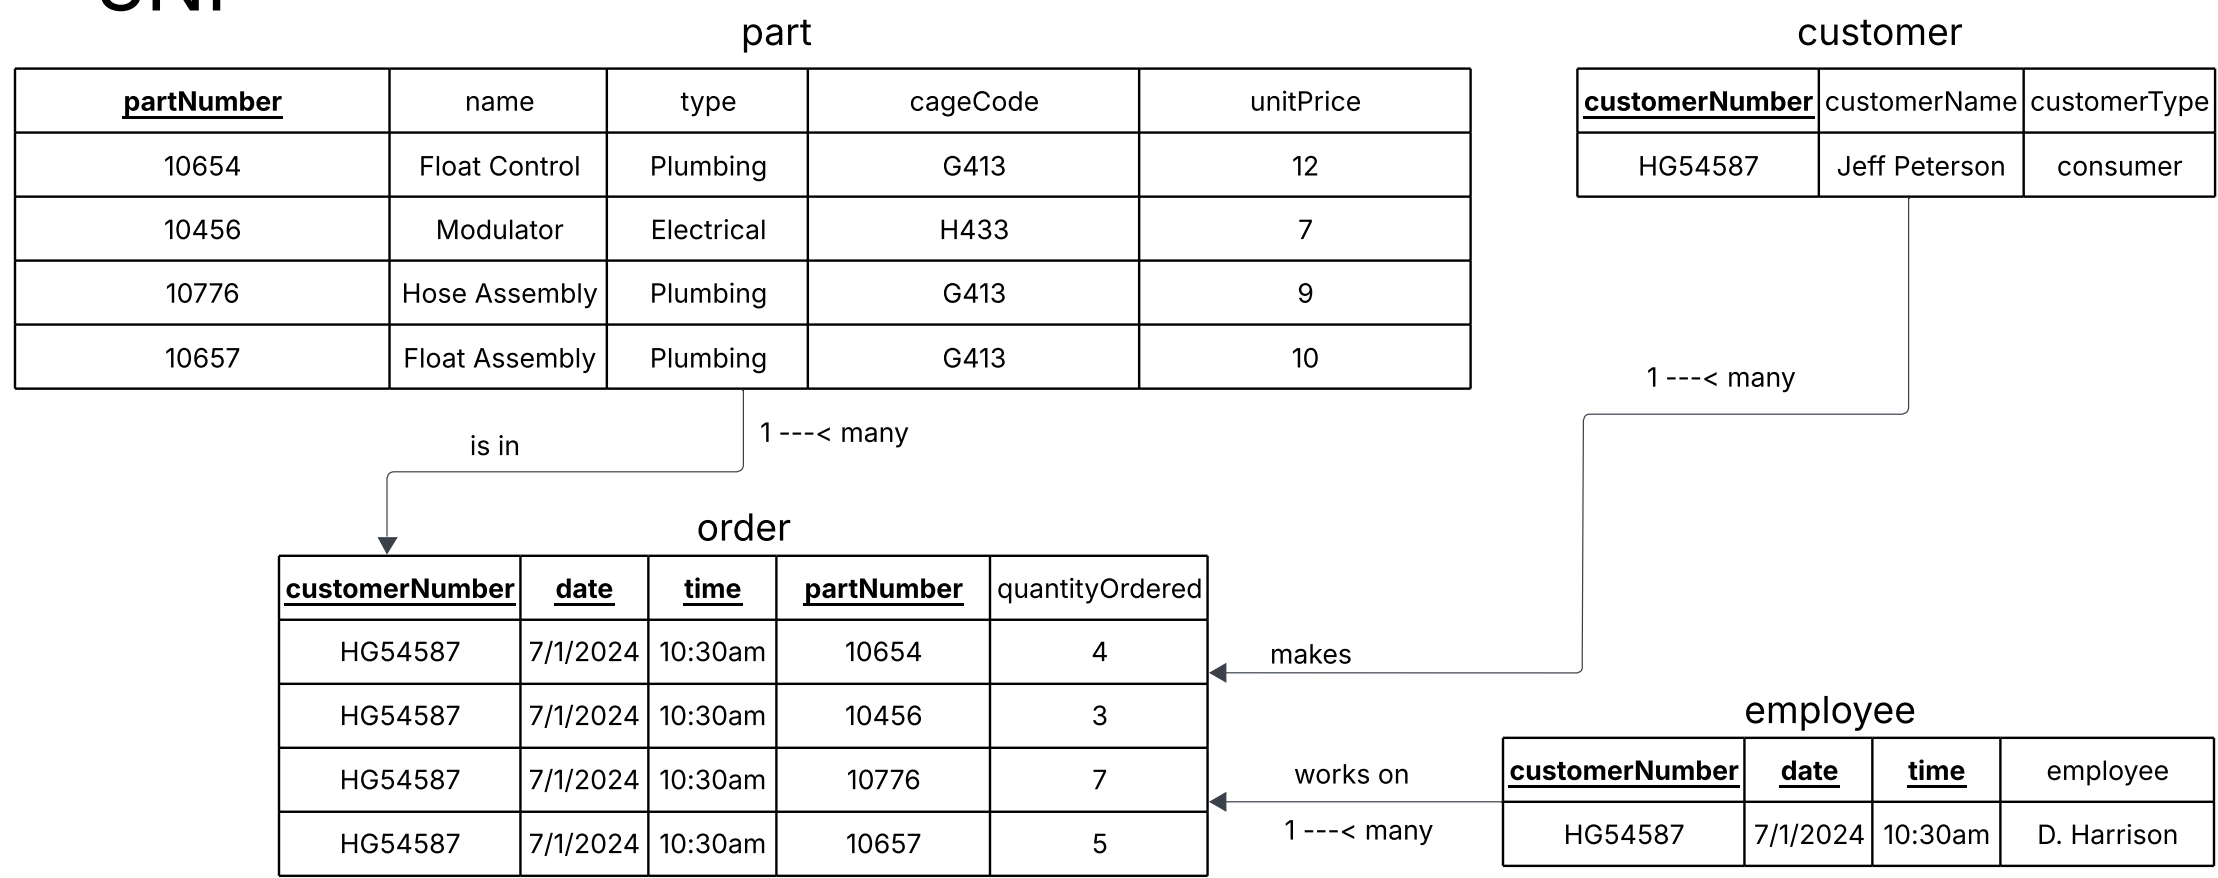 part
partNumber name type cageCode unitPrice
10654 Float Control Plumbing G413 12
10456 Modulator Electrical H433 7
10776 Hose Assembly Plumbing G413 9
10657 Float Assembly Plumbing G413 10
customer
customerNumber customerName customerType
HG54587 Jeff Peterson consumer
1 ---< many
is in
1 ---< many
order
customerNumber date time partNumber quantityOrdered
HG54587 7/1/2024 10:30am 10654 4
HG54587 7/1/2024 10:30am 10456 3
HG54587 7/1/2024 10:30am 10776 7
HG54587 7/1/2024 10:30am 10657 5
makes
works on
1 ---< many
employee
customerNumber date time employee
HG54587 7/1/2024 10:30am D. Harrison